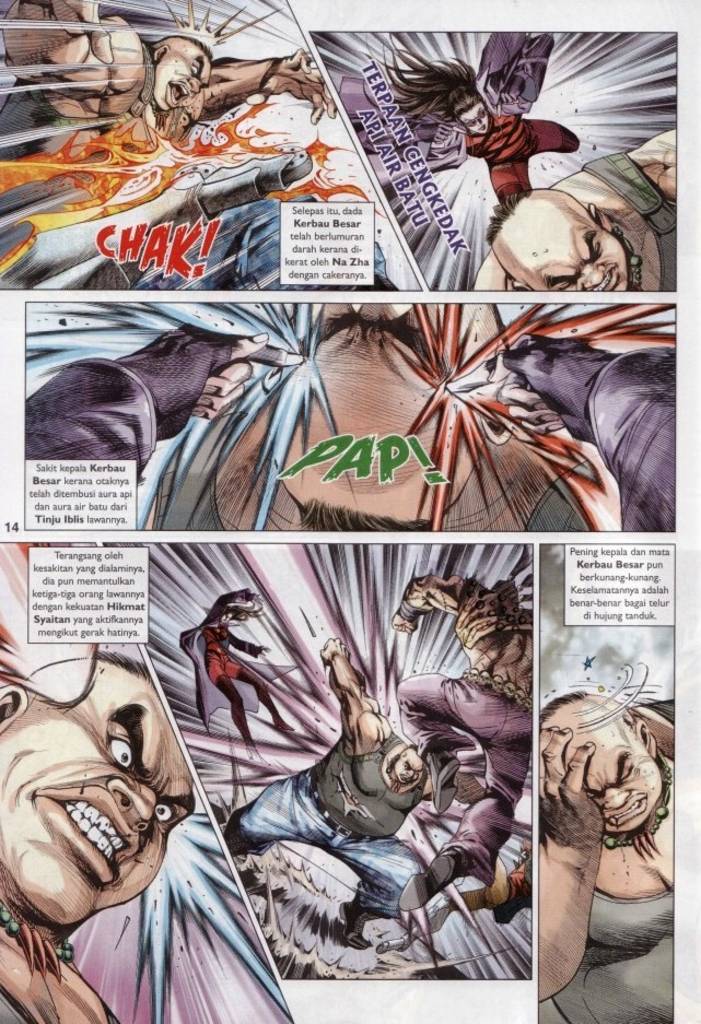 CHAK!
Selepas itu, dada
Kerbau Besar
telah berlumuran
darah kerana di-
kerat oleh Na Zha
dengan cakeranya.
TERPAAN CENGKEDAK
API AIR BATU
PAP!
Sakit kepala Kerbau
Besar kerana otaknya
telah ditembusi aura api
dan aura air batu dari
Tinju Iblis lawannya.
14
Terangsang oleh
kesakitan yang dialaminya,
dia pun memantulkan
ketiga-tiga orang lawannya
dengan kekuatan Hikmat
Syaitan yang aktifkannya
mengikut gerak hatinya.
Pening kepala dan mata
Kerbau Besar pun
berkunang-kunang.
Keselamatannya adalah
benar-benar bagai telur
di hujung tanduk.